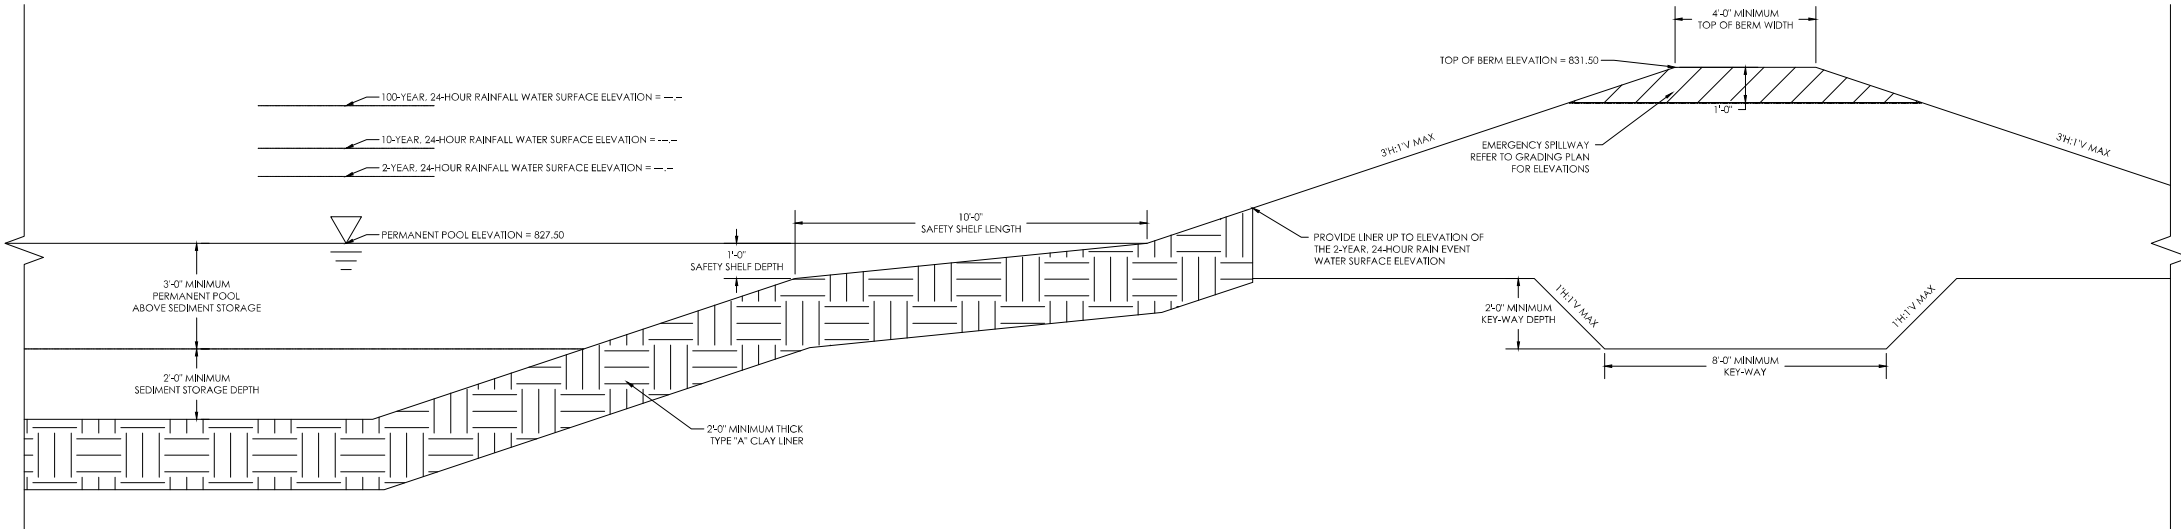 4'-0" MINIMUM
TOP OF BERM WIDTH
TOP OF BERM ELEVATION = 831.50
1'-0"
100-YEAR, 24-HOUR RAINFALL WATER SURFACE ELEVATION = ---.--
10-YEAR, 24-HOUR RAINFALL WATER SURFACE ELEVATION = ---.--
2-YEAR, 24-HOUR RAINFALL WATER SURFACE ELEVATION = ---.--
3'H:1'V MAX
EMERGENCY SPILLWAY
REFER TO GRADING PLAN
FOR ELEVATIONS
3'H:1'V MAX
PERMANENT POOL ELEVATION = 827.50
10'-0"
SAFETY SHELF LENGTH
1'-0"
SAFETY SHELF DEPTH
PROVIDE LINER UP TO ELEVATION OF
THE 2-YEAR, 24-HOUR RAIN EVENT
WATER SURFACE ELEVATION
3'-0" MINIMUM
PERMANENT POOL
ABOVE SEDIMENT STORAGE
2'-0" MINIMUM
KEY-WAY DEPTH
1'H:1'V MAX
1'H:1'V MAX
8'-0" MINIMUM
KEY-WAY
2'-0" MINIMUM
SEDIMENT STORAGE DEPTH
2'-0" MINIMUM THICK
TYPE "A" CLAY LINER